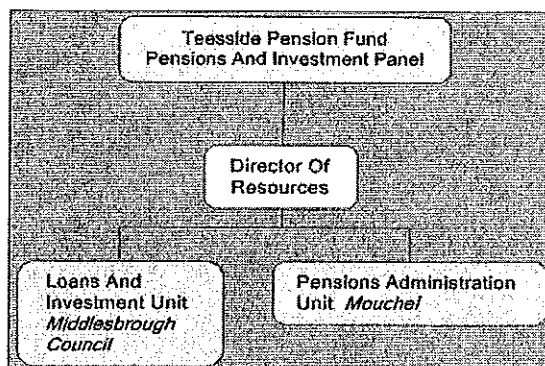 Teesside Pension Fund
Pensions And Investment Panel
Director Of
Resources
Loans And
Investment Unit
Middlesbrough
Council
Pensions Administration
Unit Mouchel